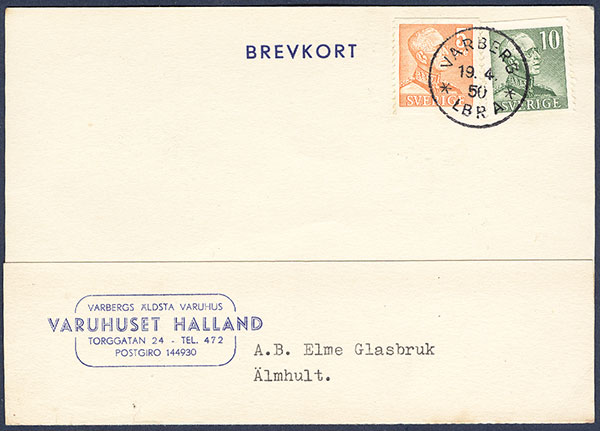 BREVKORT
5
SVERIGE
10
SVERIGE
VARBERG
19. 4.
50
* LBR A *
VARBERGS ÄLDSTA VARUHUS
VARUHUSET HALLAND
TORGGATAN 24 - TEL. 472
POSTGIRO 144930
A.B. Elme Glasbruk
Älmhult.